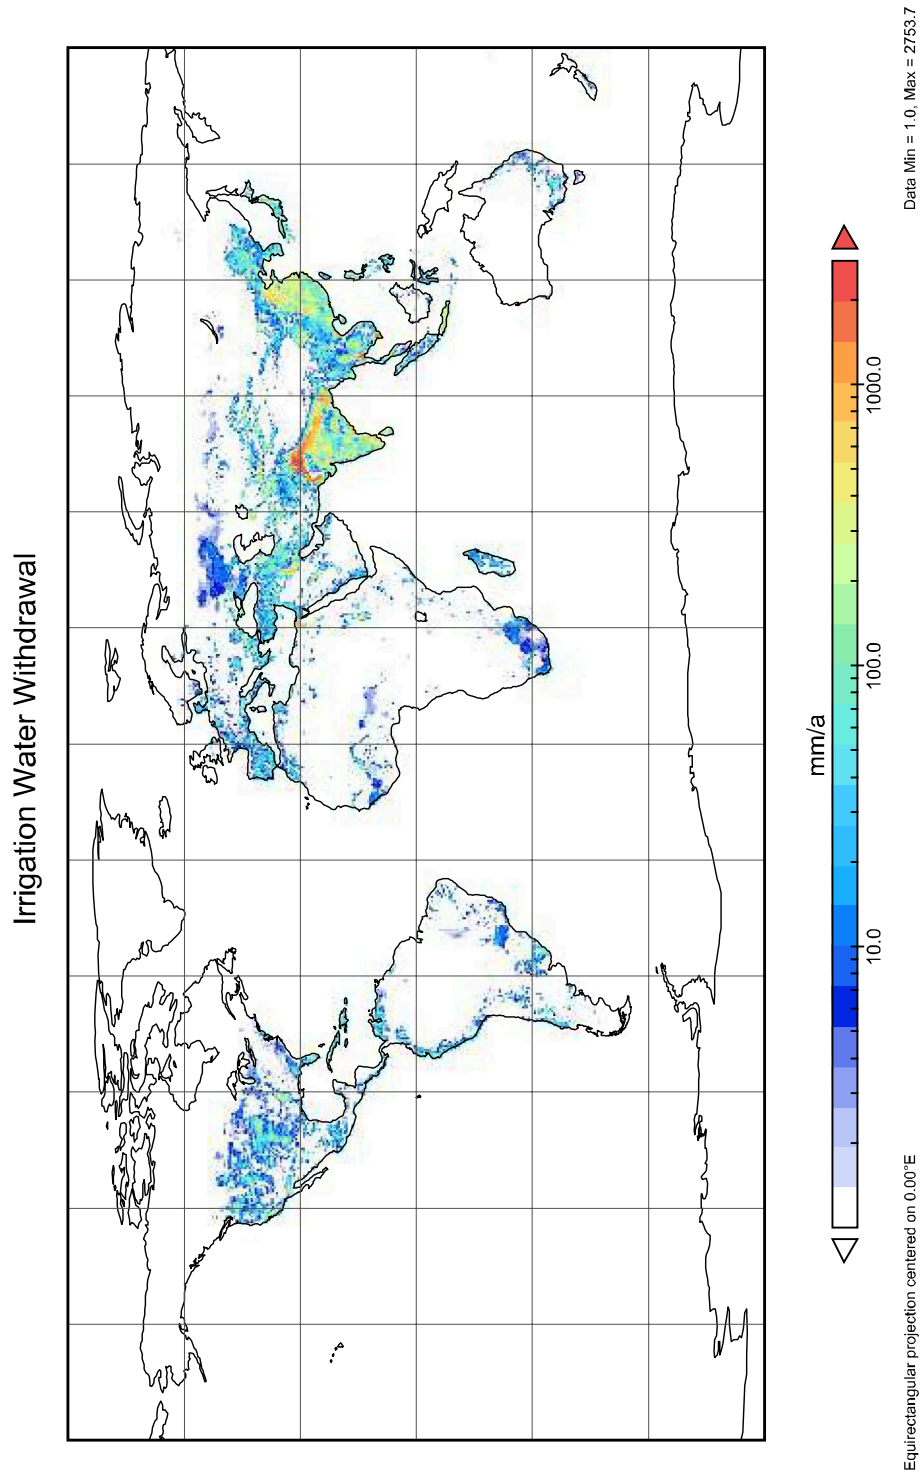 Irrigation Water Withdrawal
mm/a
10.0
100.0
1000.0
Equirectangular projection centered on 0.00°E
Data Min = 1.0, Max = 2753.7